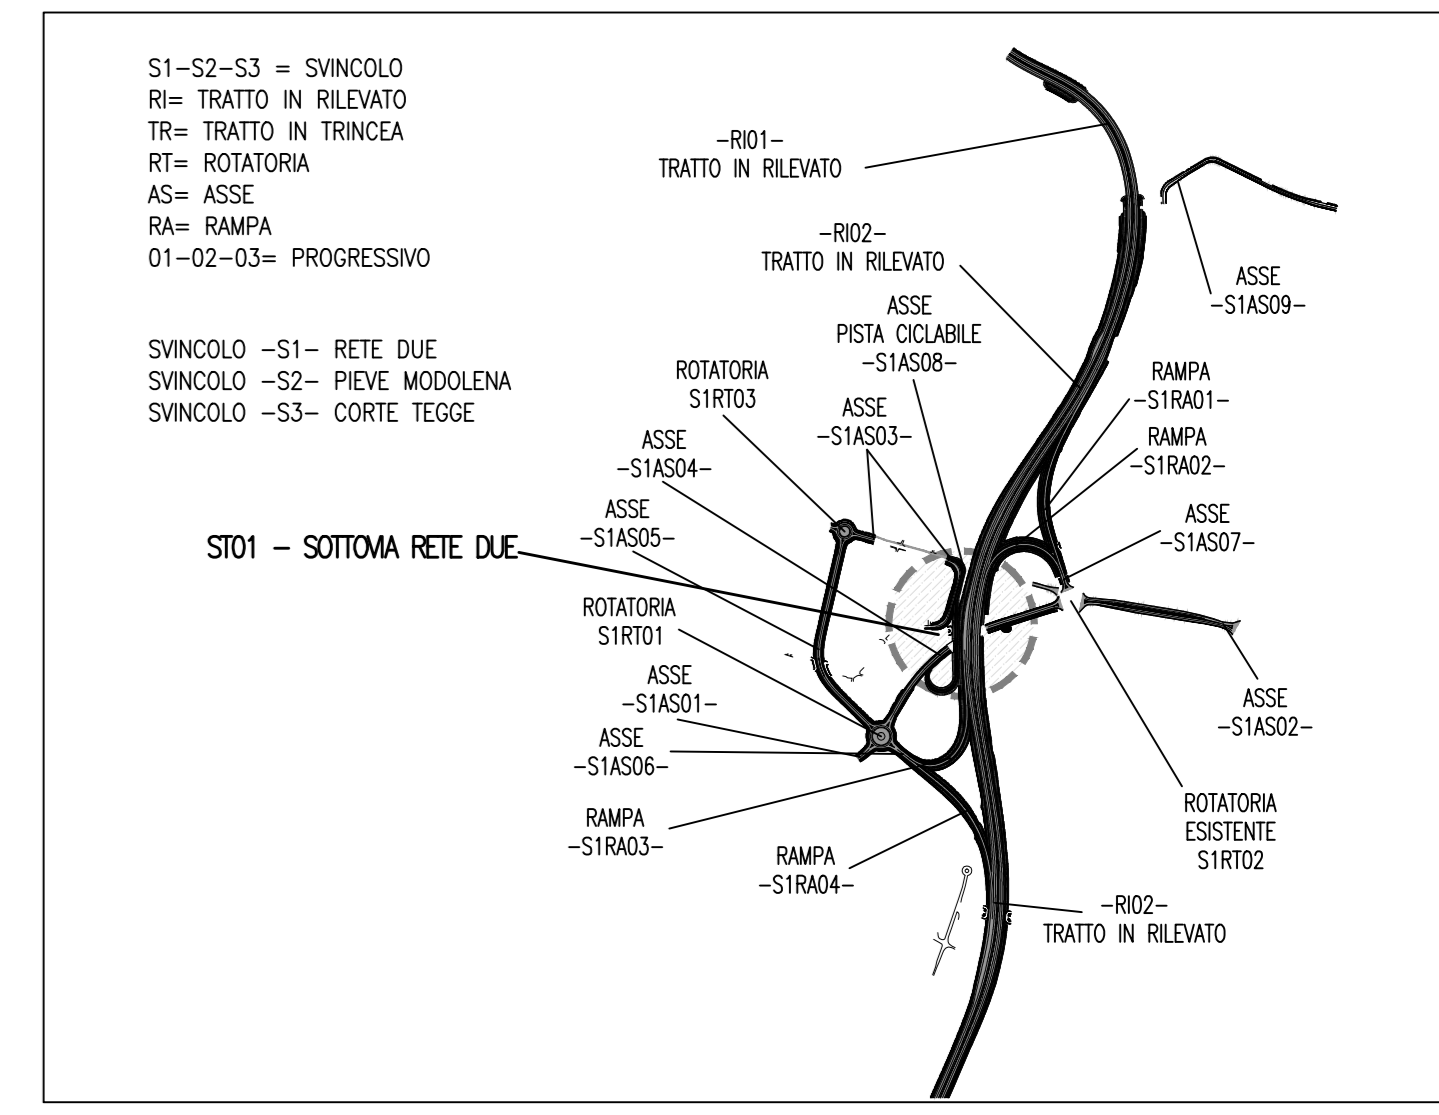 S1-S2-S3 = SVINCOLO
RI= TRATTO IN RILEVATO
TR= TRATTO IN TRINCEA
RT= ROTATORIA
AS= ASSE
RA= RAMPA
01-02-03= PROGRESSIVO
SVINCOLO -S1- RETE DUE
SVINCOLO -S2- PIEVE MODOLENA
SVINCOLO -S3- CORTE TEGGE
-RI01-
TRATTO IN RILEVATO
-RI02-
TRATTO IN RILEVATO
ASSE
-S1AS09-
ASSE
PISTA CICLABILE
-S1AS08-
ROTATORIA
S1RT03
ASSE
-S1AS03-
RAMPA
-S1RA01-
RAMPA
-S1RA02-
ASSE
-S1AS04-
ASSE
-S1AS05-
ASSE
-S1AS07-
ST01 - SOTTOVIA RETE DUE
ROTATORIA
S1RT01
ASSE
-S1AS01-
ASSE
-S1AS02-
ASSE
-S1AS06-
RAMPA
-S1RA03-
ROTATORIA
ESISTENTE
S1RT02
RAMPA
-S1RA04-
-RI02-
TRATTO IN RILEVATO